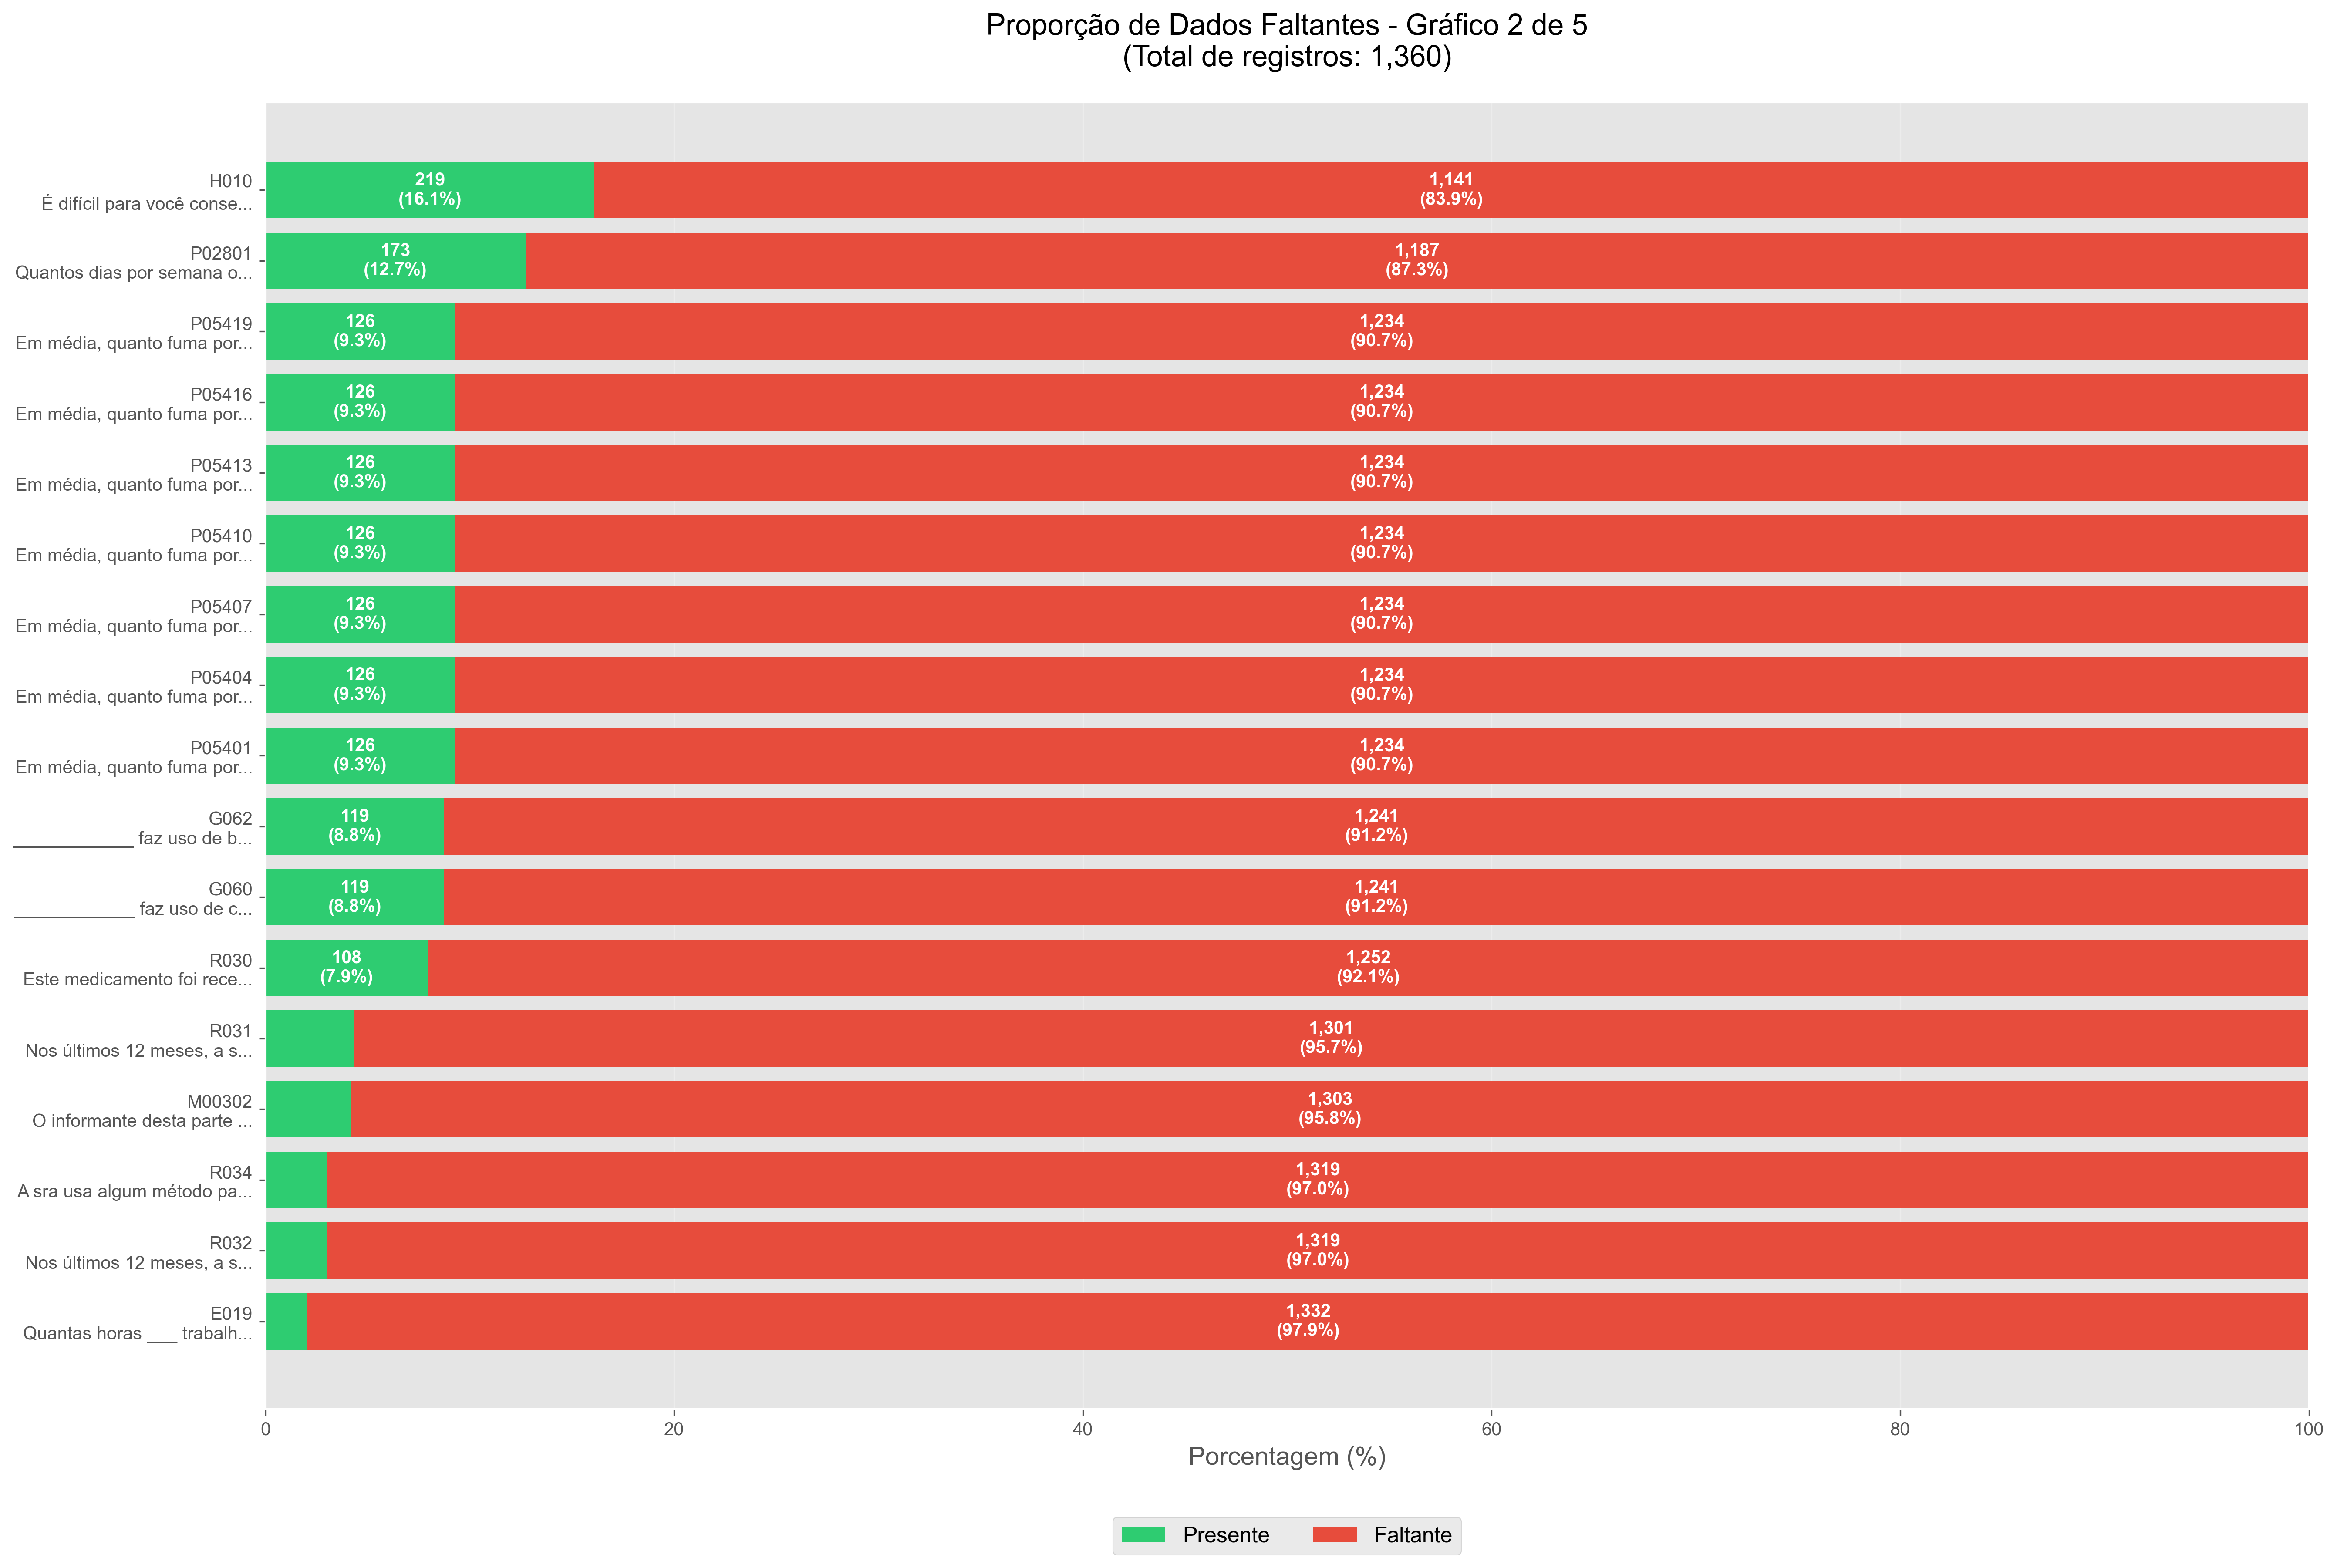 Proporção de Dados Faltantes - Gráfico 2 de 5
(Total de registros: 1,360)
H010
É difícil para você conse...
219
(16.1%)
1,141
(83.9%)
P02801
Quantos dias por semana o...
173
(12.7%)
1,187
(87.3%)
P05419
Em média, quanto fuma por...
126
(9.3%)
1,234
(90.7%)
P05416
Em média, quanto fuma por...
126
(9.3%)
1,234
(90.7%)
P05413
Em média, quanto fuma por...
126
(9.3%)
1,234
(90.7%)
P05410
Em média, quanto fuma por...
126
(9.3%)
1,234
(90.7%)
P05407
Em média, quanto fuma por...
126
(9.3%)
1,234
(90.7%)
P05404
Em média, quanto fuma por...
126
(9.3%)
1,234
(90.7%)
P05401
Em média, quanto fuma por...
126
(9.3%)
1,234
(90.7%)
G062
____________ faz uso de b...
119
(8.8%)
1,241
(91.2%)
G060
____________ faz uso de c...
119
(8.8%)
1,241
(91.2%)
R030
Este medicamento foi rece...
108
(7.9%)
1,252
(92.1%)
R031
Nos últimos 12 meses, a s...
1,301
(95.7%)
M00302
O informante desta parte ...
1,303
(95.8%)
R034
A sra usa algum método pa...
1,319
(97.0%)
R032
Nos últimos 12 meses, a s...
1,319
(97.0%)
E019
Quantas horas ___ trabalh...
1,332
(97.9%)
0 20 40 60 80 100
Porcentagem (%)
Presente Faltante